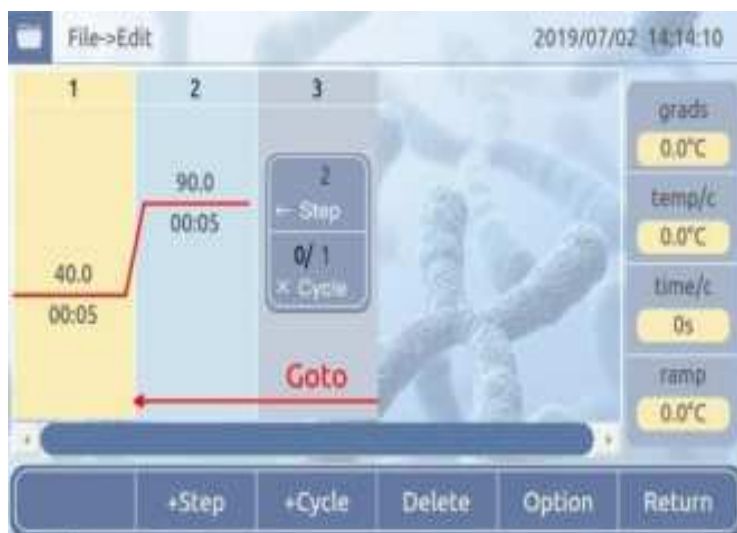 File->Edit 2019/07/02 14:14:10
1 2 3
grads
0.0°C
temp/c
0.0°C
time/c
0s
ramp
0.0°C
90.0
00:05
40.0
00:05
2
← Step
0/ 1
× Cycle
Goto
+Step +Cycle Delete Option Return